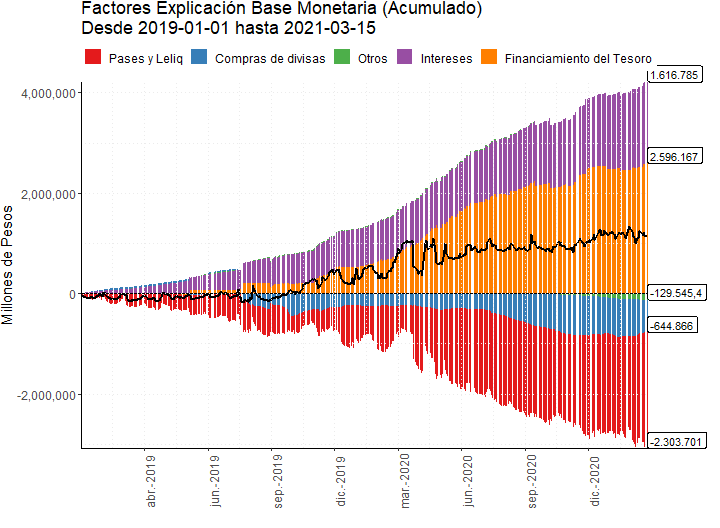 Factores Explicación Base Monetaria (Acumulado)
Desde 2019-01-01 hasta 2021-03-15
Pases y Leliq
Compras de divisas
Otros
Intereses
Financiamiento del Tesoro
Millones de Pesos
4,000,000
2,000,000
0
-2,000,000
1.616.785
2.596.167
-129.545,4
-644.866
-2.303.701
abr.-2019
jun.-2019
sep.-2019
dic.-2019
mar.-2020
jun.-2020
sep.-2020
dic.-2020